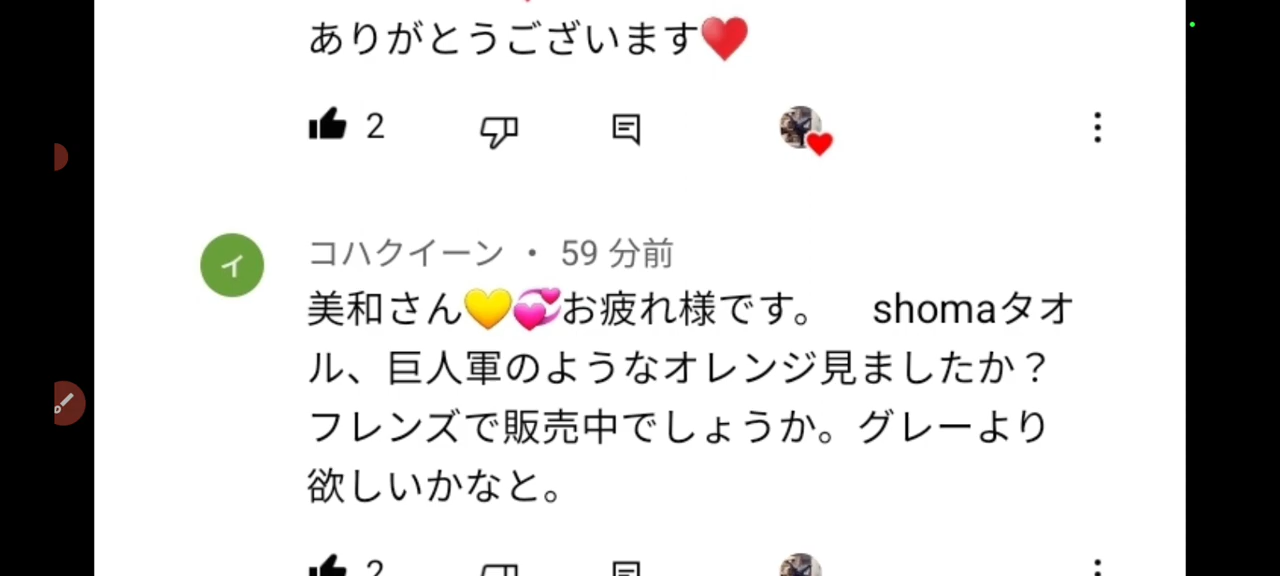 ありがとうございます❤️
2
コハクイーン ・ 59 分前
イ
美和さん💛💞お疲れ様です。　shomaタオ
ル、巨人軍のようなオレンジ見ましたか？
フレンズで販売中でしょうか。グレーより
欲しいかなと。
2